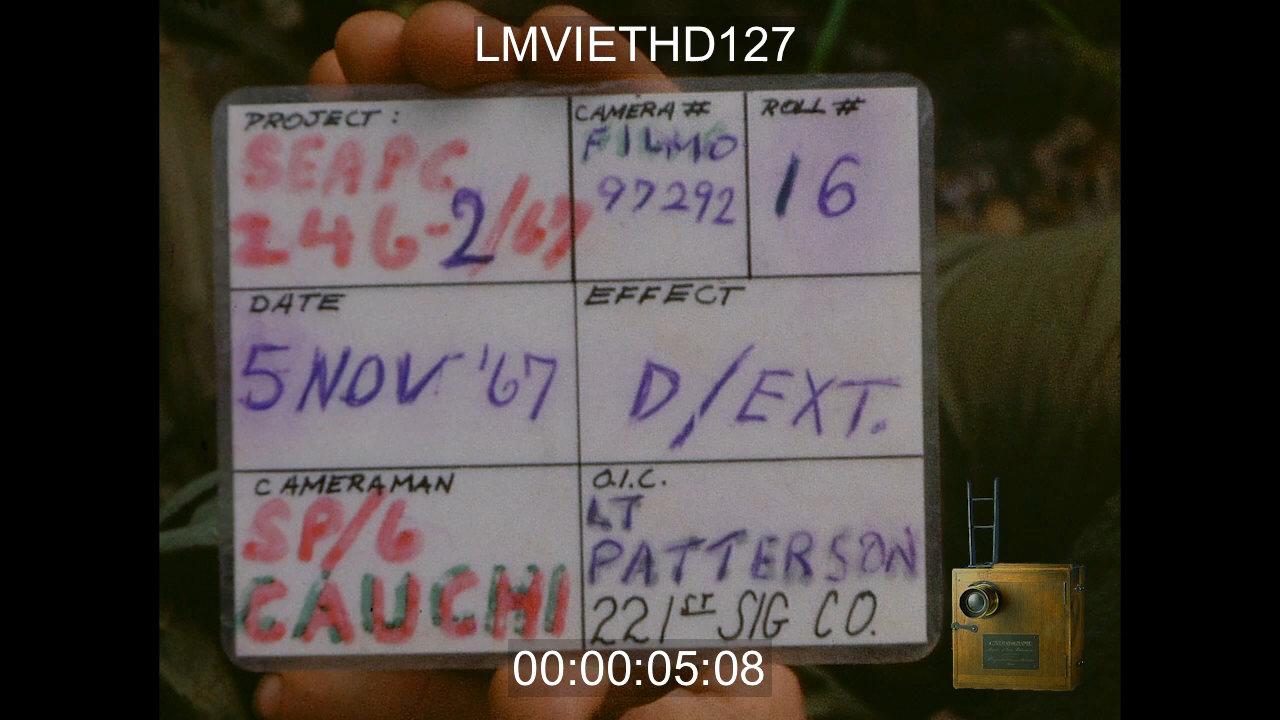 LMVIETHD127
PROJECT:
SEAPC
246-2/67
CAMERA #
FILMO
97292
ROLL #
16
DATE
5 NOV '67
EFFECT
D/EXT.
CAMERAMAN
SP/6
CAUCHI
O.I.C.
LT
PATTERSON
221ST SIG CO.
00:00:05:08